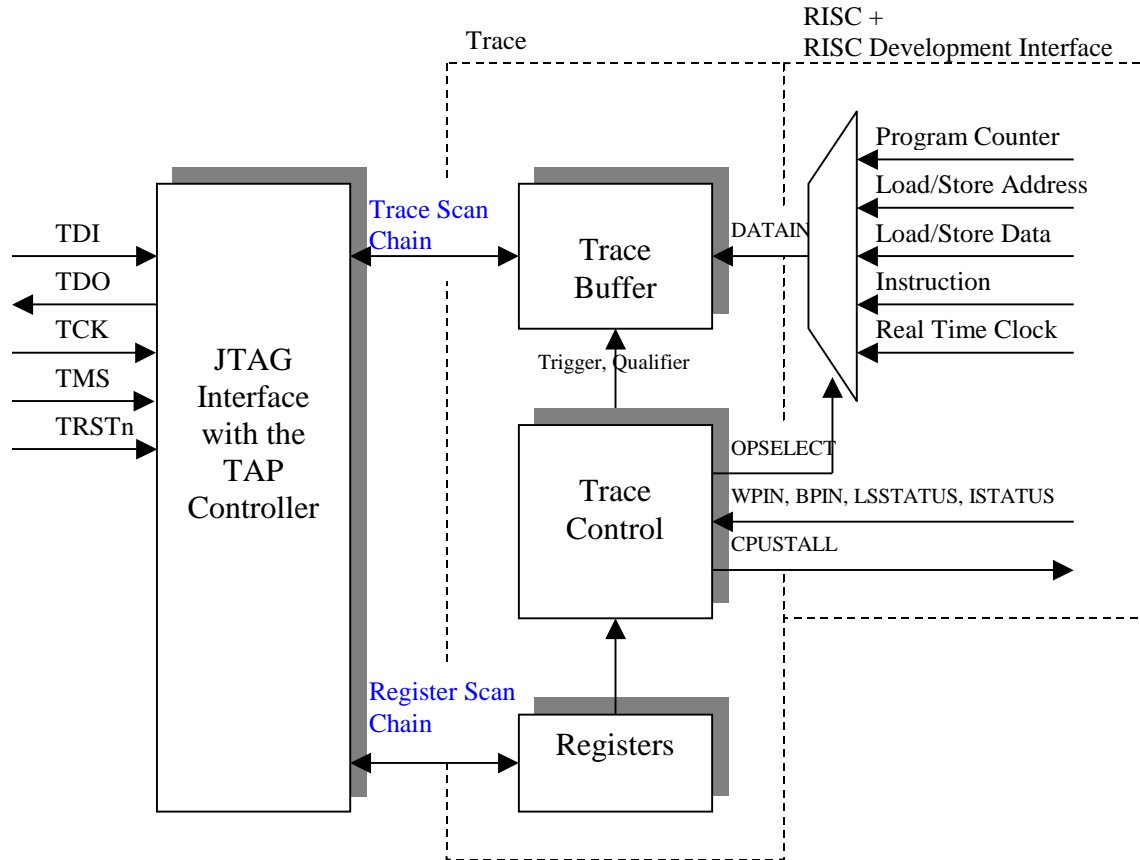 RISC +
RISC Development Interface
Trace
Program Counter
Load/Store Address
Load/Store Data
Instruction
Real Time Clock
TDI
TDO
TCK
TMS
TRSTn
JTAG
Interface
with the
TAP
Controller
Trace Scan
Chain
Trace
Buffer
DATAIN
Trigger, Qualifier
Trace
Control
OPSELECT
WPIN, BPIN, LSSTATUS, ISTATUS
CPUSTALL
Register Scan
Chain
Registers